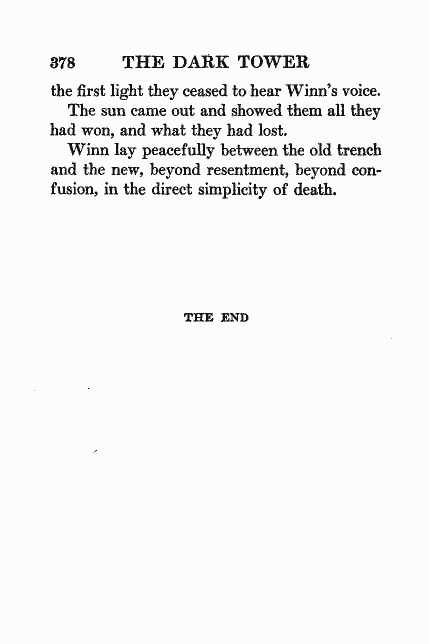 378 THE DARK TOWER
the first light they ceased to hear Winn's voice.
The sun came out and showed them all they
had won, and what they had lost.
Winn lay peacefully between the old trench
and the new, beyond resentment, beyond con-
fusion, in the direct simplicity of death.
THE END